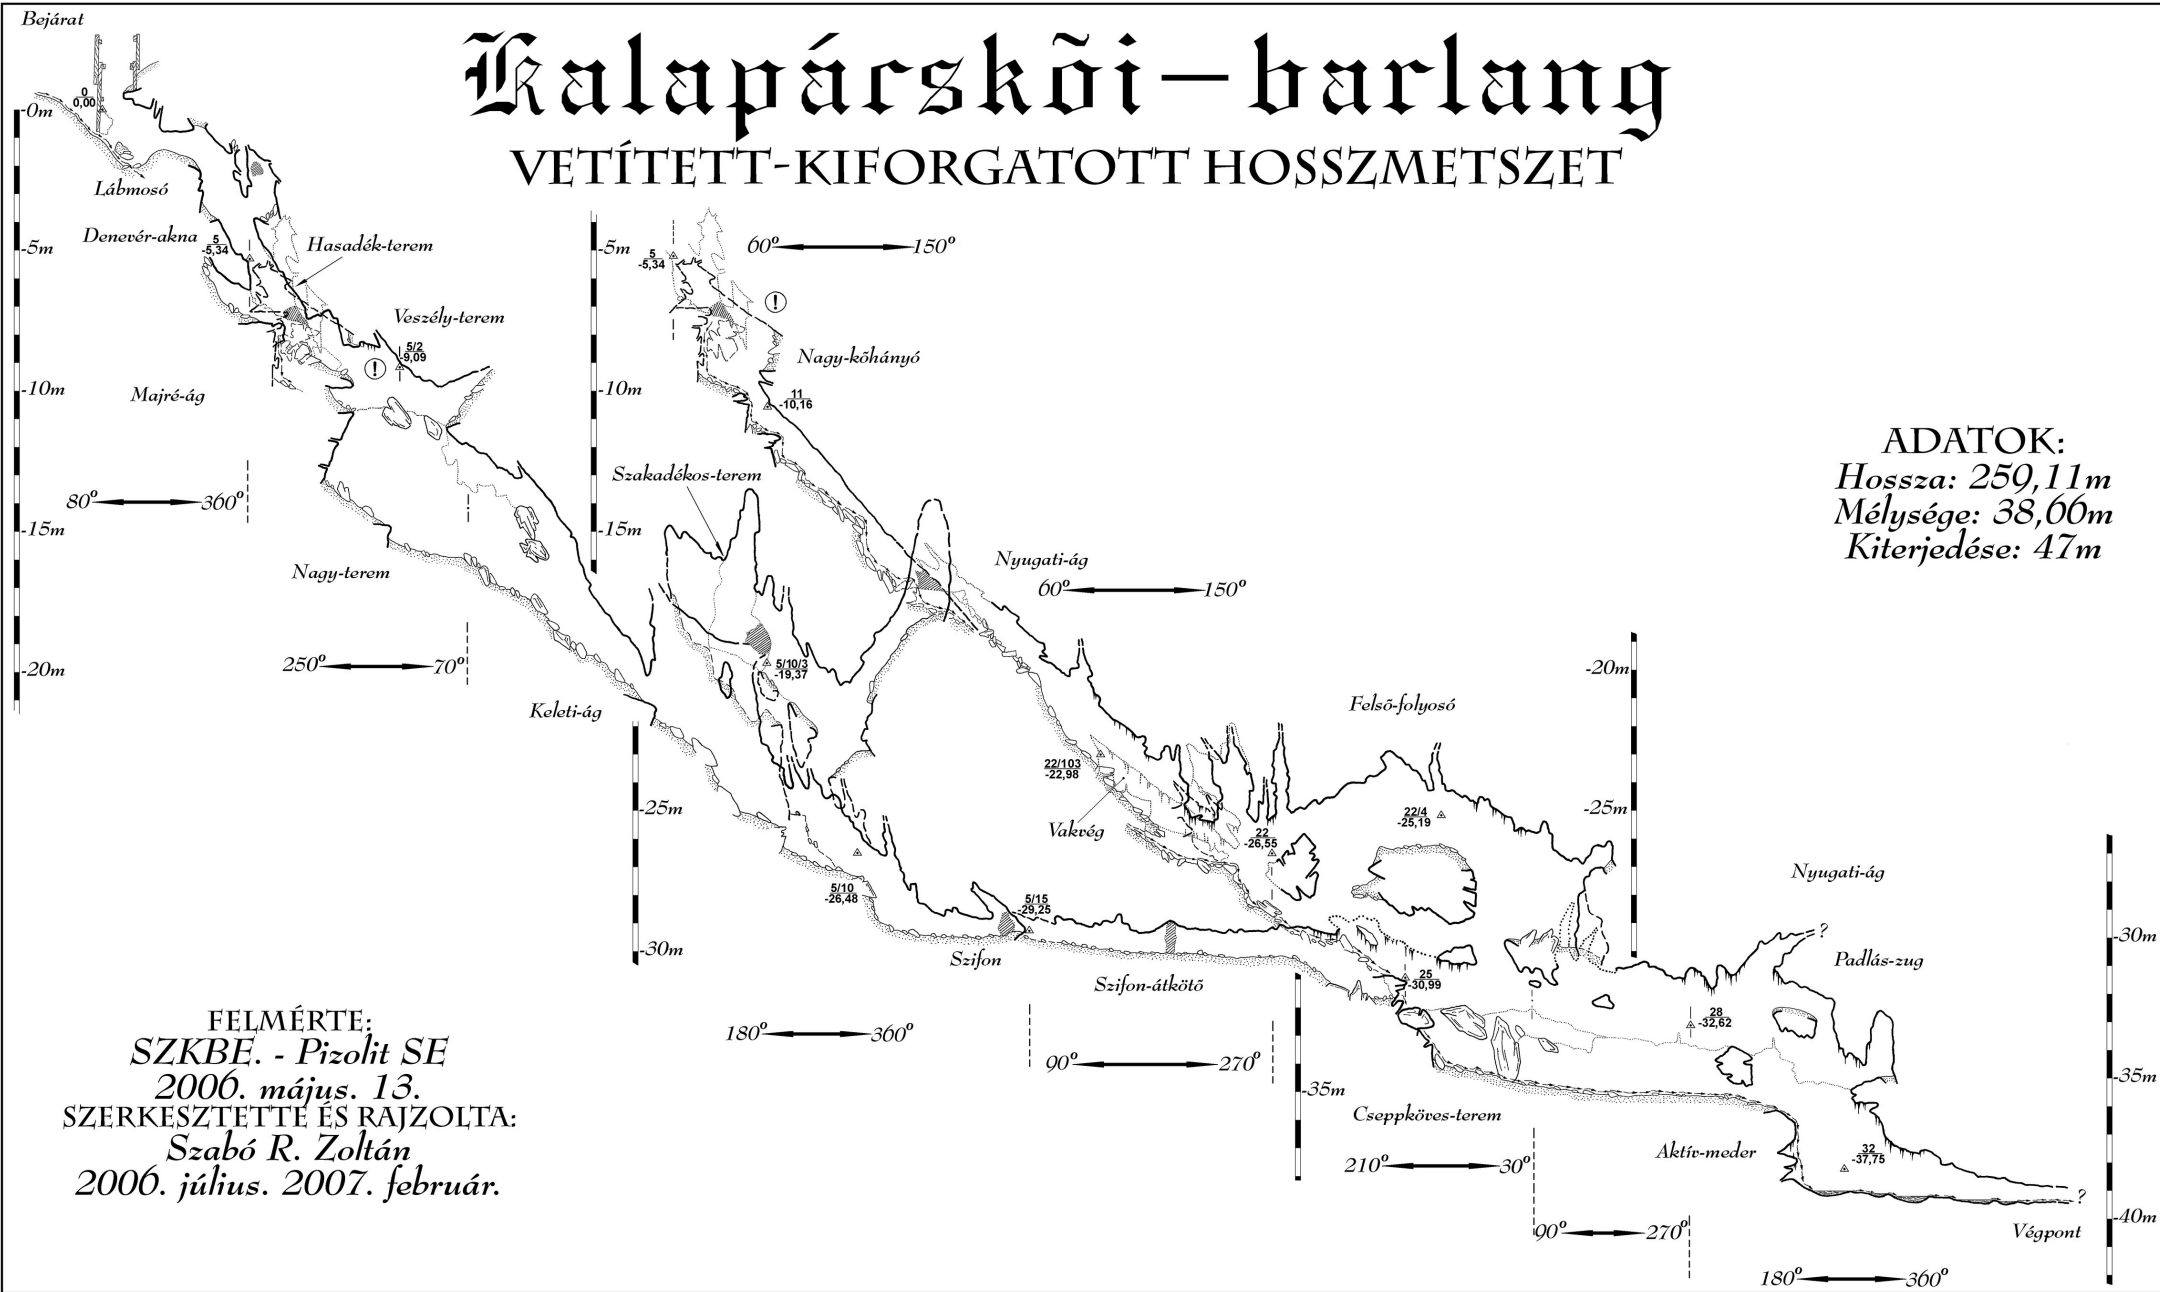 Bejárat
Kalapácskõi-barlang
VETÍTETT-KIFORGATOTT HOSSZMETSZET
0
0,00
-0m
Lábmosó
Denevér-akna
5
-5,34
-5m
Hasadék-terem
Veszély-terem
5/2
-9,09
!
-10m
Majré-ág
80° 360°
-15m
Nagy-terem
250° 70°
-20m
Keleti-ág
-5m
5
-5,34
60° 150°
!
Nagy-kõhányó
-10m
11
-10,16
Szakadékos-terem
-15m
Nyugati-ág
60° 150°
5/10/3
-19,37
-20m
Felsõ-folyosó
22/103
-22,98
Vakvég
-25m
22
-26,55
22/4
-25,19
-25m
5/10
-26,48
5/15
-29,25
-30m
Szifon
Szifon-átkötõ
180° 360°
90° 270°
25
-30,99
Nyugati-ág
?
Padlás-zug
-30m
28
-32,62
-35m
-35m
Cseppköves-terem
210° 30°
Aktív-meder
32
-37,75
?
-40m
Végpont
90° 270°
180° 360°
ADATOK:
Hossza: 259,11m
Mélysége: 38,66m
Kiterjedése: 47m
FELMÉRTE:
SZKBE. - Pizolit SE
2006. május. 13.
SZERKESZTETTE ÉS RAJZOLTA:
Szabó R. Zoltán
2006. július. 2007. február.